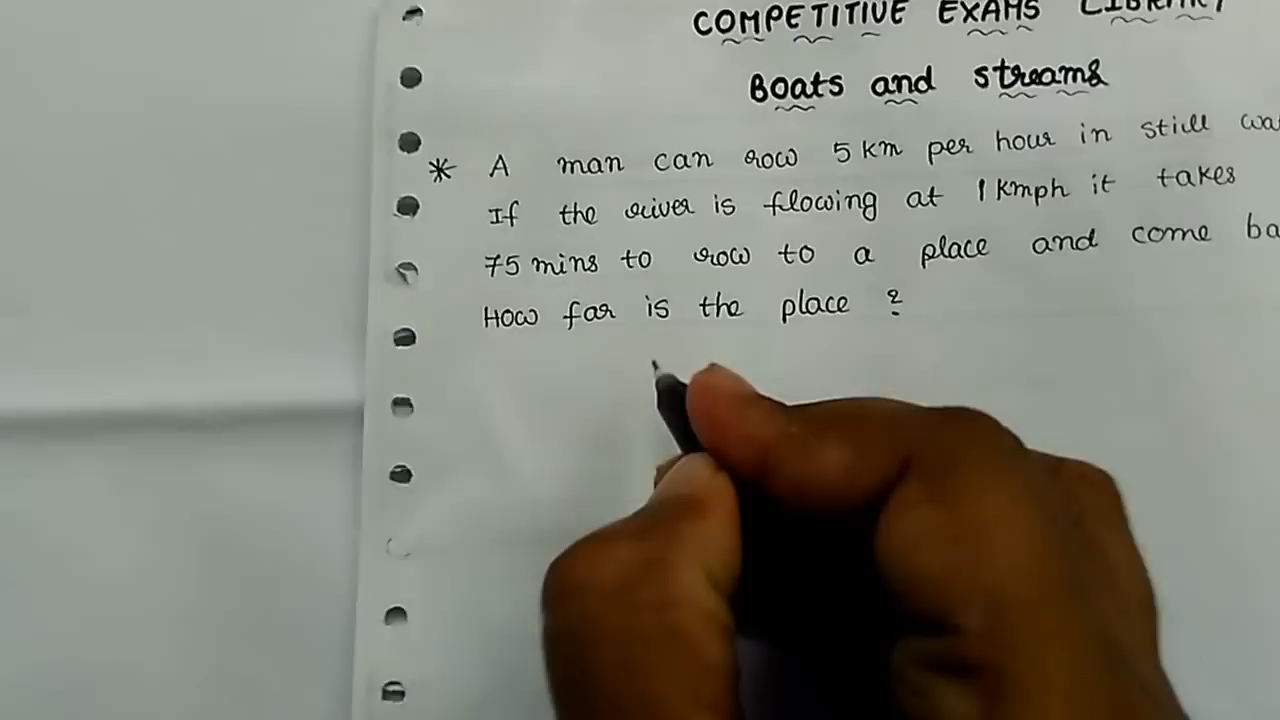 COMPETITIVE EXAMS LIBRARY
Boats and streams
* A man can row 5 km per hour in still
If the river is flowing at 1 kmph it takes
75 mins to row to a place and come
How far is the place ?